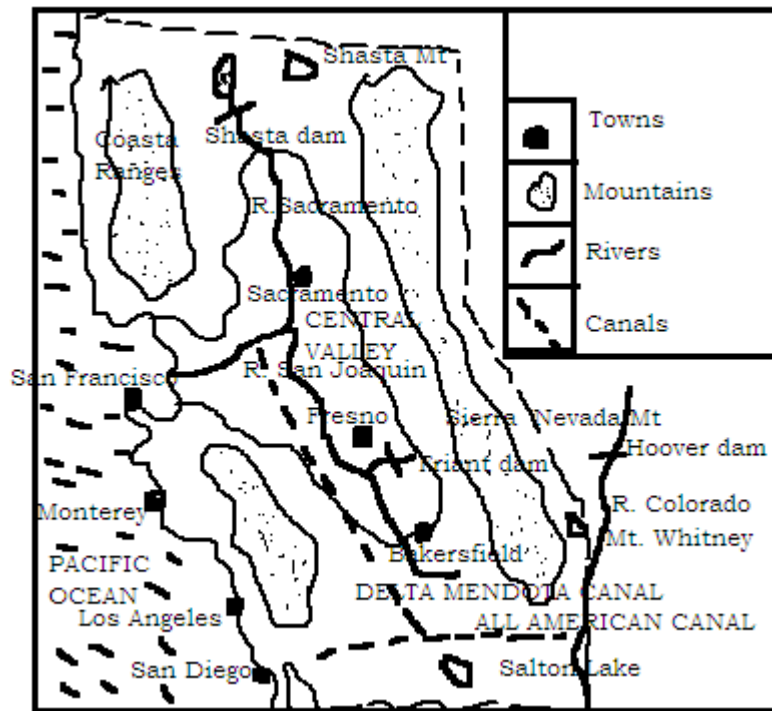 Shasta Mt
Towns
Coasta
Ranges
Shasta dam
Mountains
R.Sacramento
Rivers
Sacramento
CENTRAL
VALLEY
Canals
R. San Joaquin
San Francisco
Fresno
Sierra Nevada Mt
Hoover dam
Friant dam
Monterey
R. Colorado
Mt. Whitney
Bakersfield
PACIFIC
OCEAN
DELTA MENDOTA CANAL
Los Angeles
ALL AMERICAN CANAL
San Diego
Salton Lake